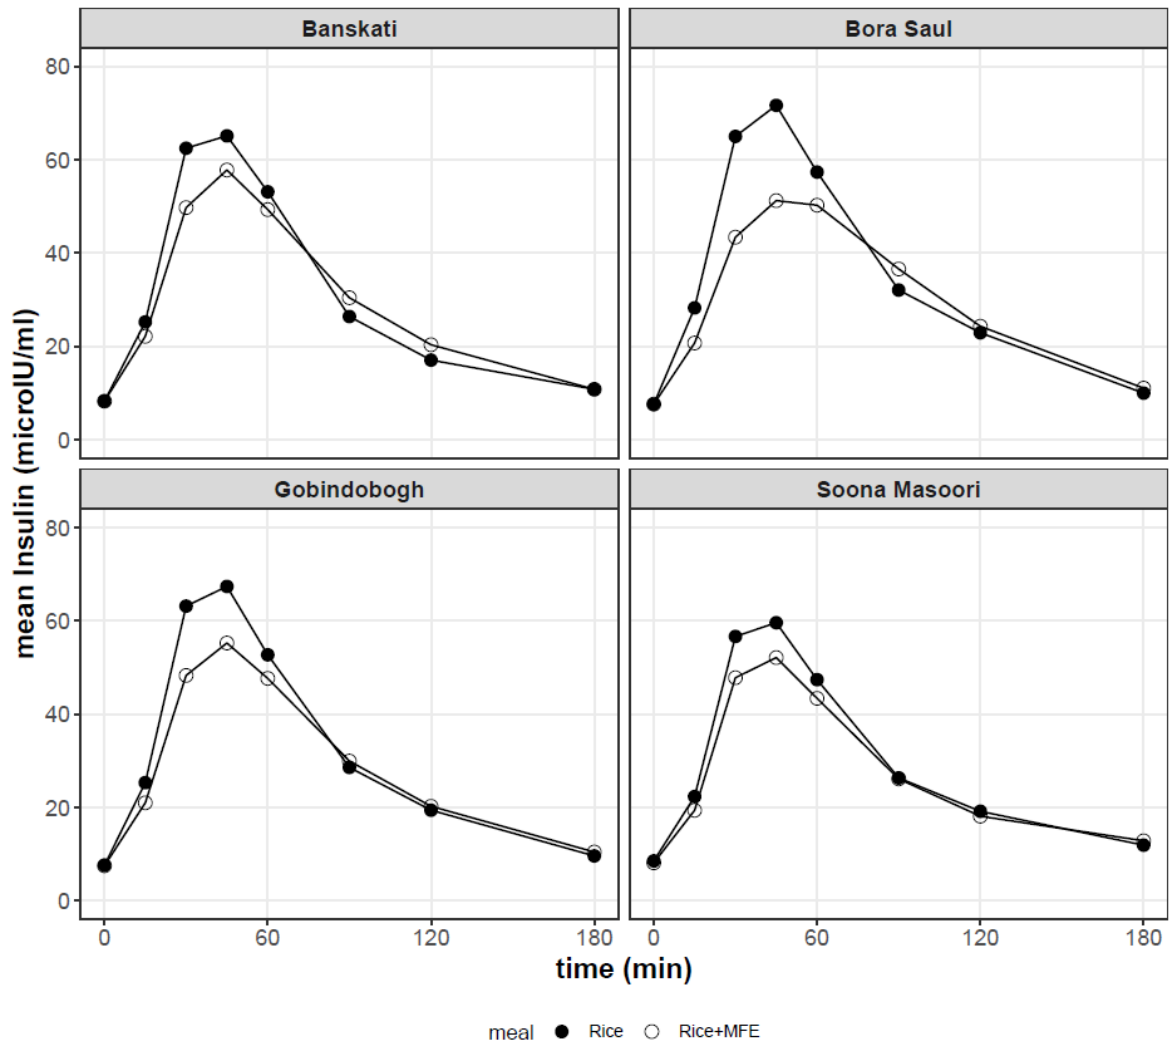 Banskati
Bora Saul
80
60
40
20
0
Gobindobogh
Soona Masoori
80
60
40
20
0
mean Insulin (microIU/ml)
0 60 120 180
0 60 120 180
time (min)
meal Rice Rice+MFE